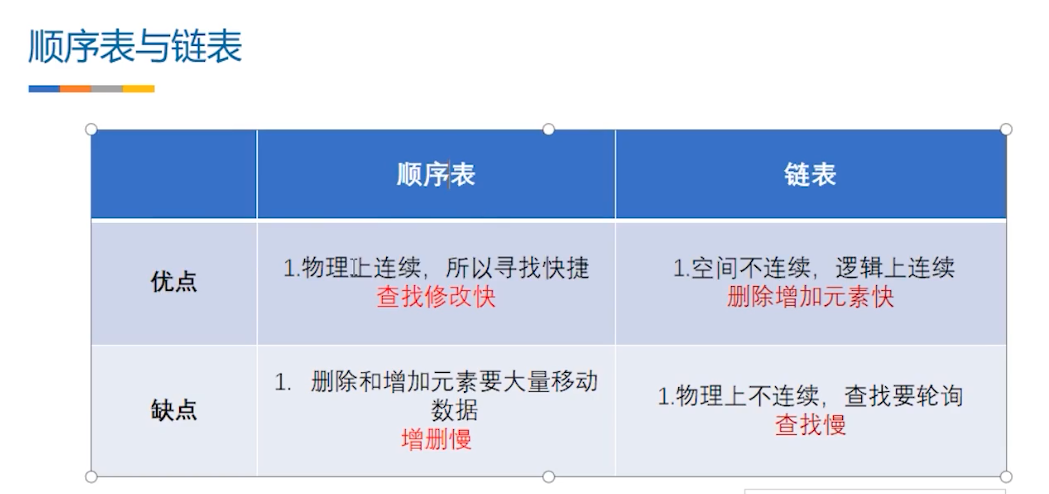 顺序表与链表
顺序表
链表
优点
1.物理上连续，所以寻找快捷
查找修改快
1.空间不连续，逻辑上连续
删除增加元素快
缺点
1. 删除和增加元素要大量移动
数据
增删慢
1.物理上不连续，查找要轮询
查找慢